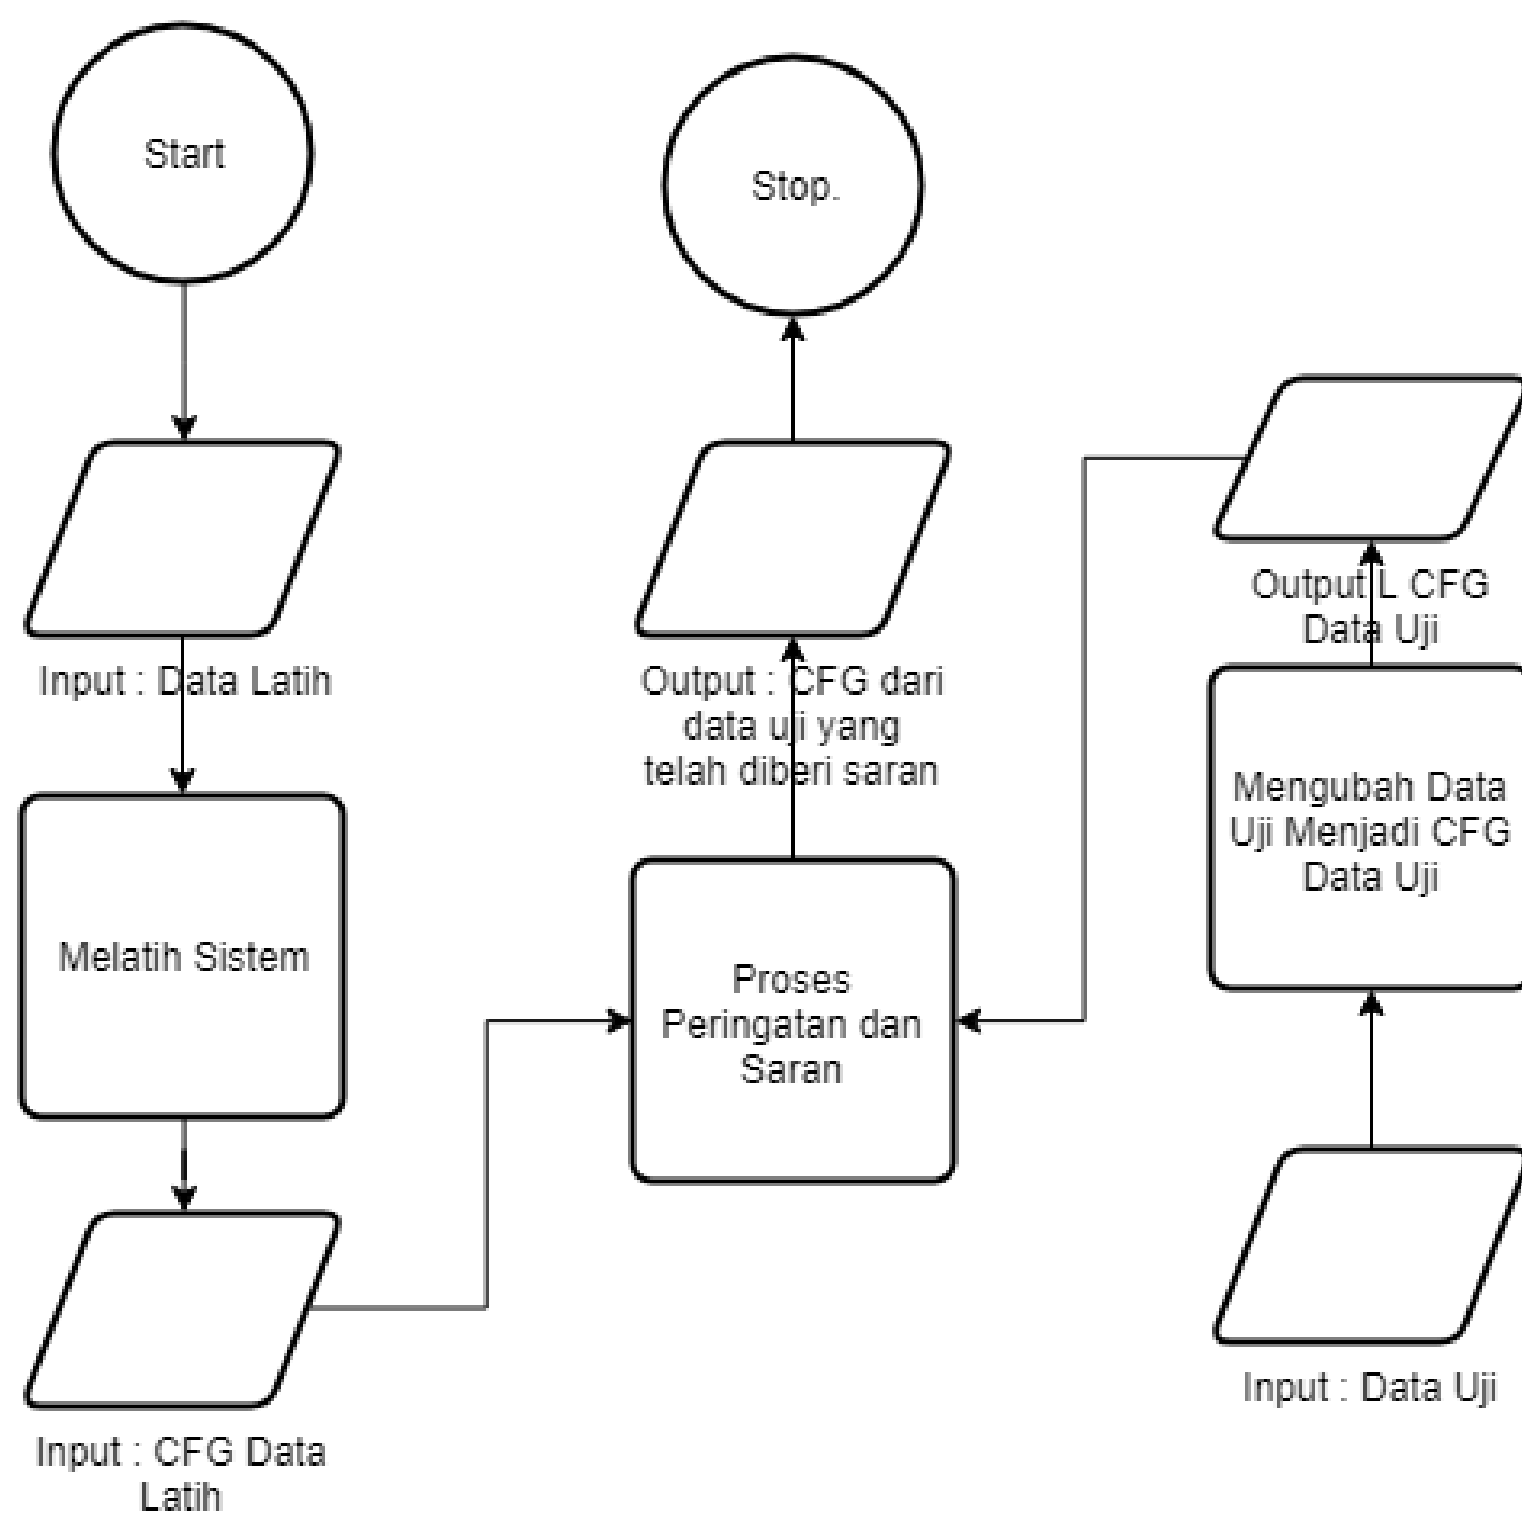 Start
Input : Data Latih
Melatih Sistem
Input : CFG Data
Latih
Stop.
Output : CFG dari
data uji yang
telah diberi saran
Proses
Peringatan dan
Saran
Output L CFG
Data Uji
Mengubah Data
Uji Menjadi CFG
Data Uji
Input : Data Uji